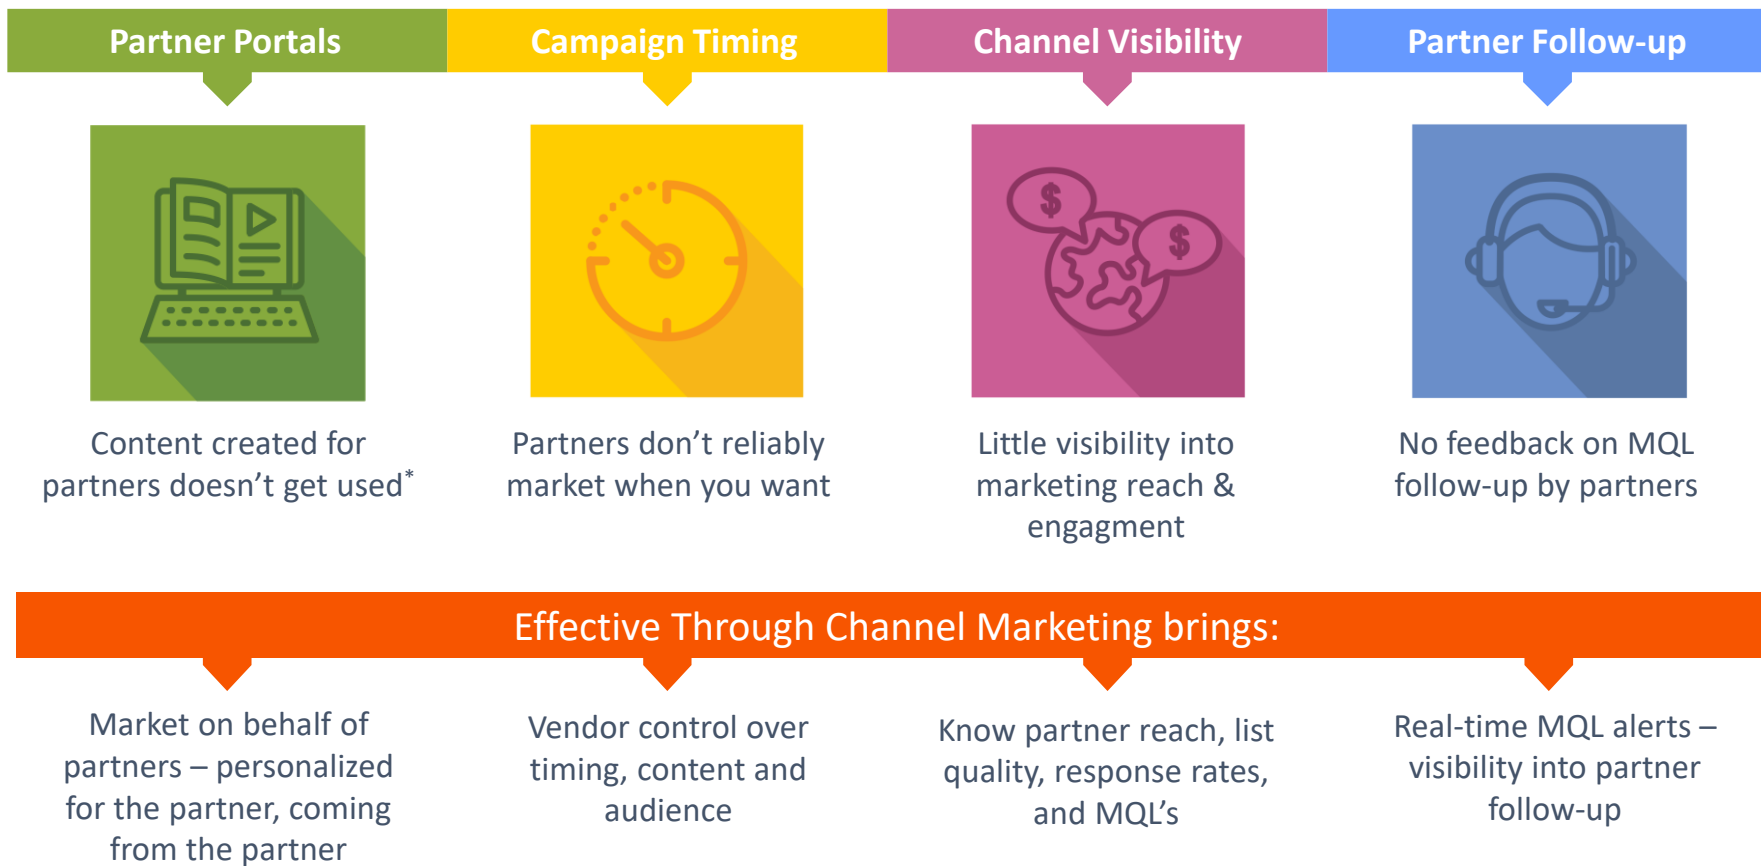 Partner Portals
Campaign Timing
Channel Visibility
Partner Follow-up
$
$
Content created for
partners doesn't get used*
Partners don't reliably
market when you want
Little visibility into
marketing reach &
engagment
No feedback on MQL
follow-up by partners
Effective Through Channel Marketing brings:
Market on behalf of
partners – personalized
for the partner, coming
from the partner
Vendor control over
timing, content and
audience
Know partner reach, list
quality, response rates,
and MQL's
Real-time MQL alerts –
visibility into partner
follow-up